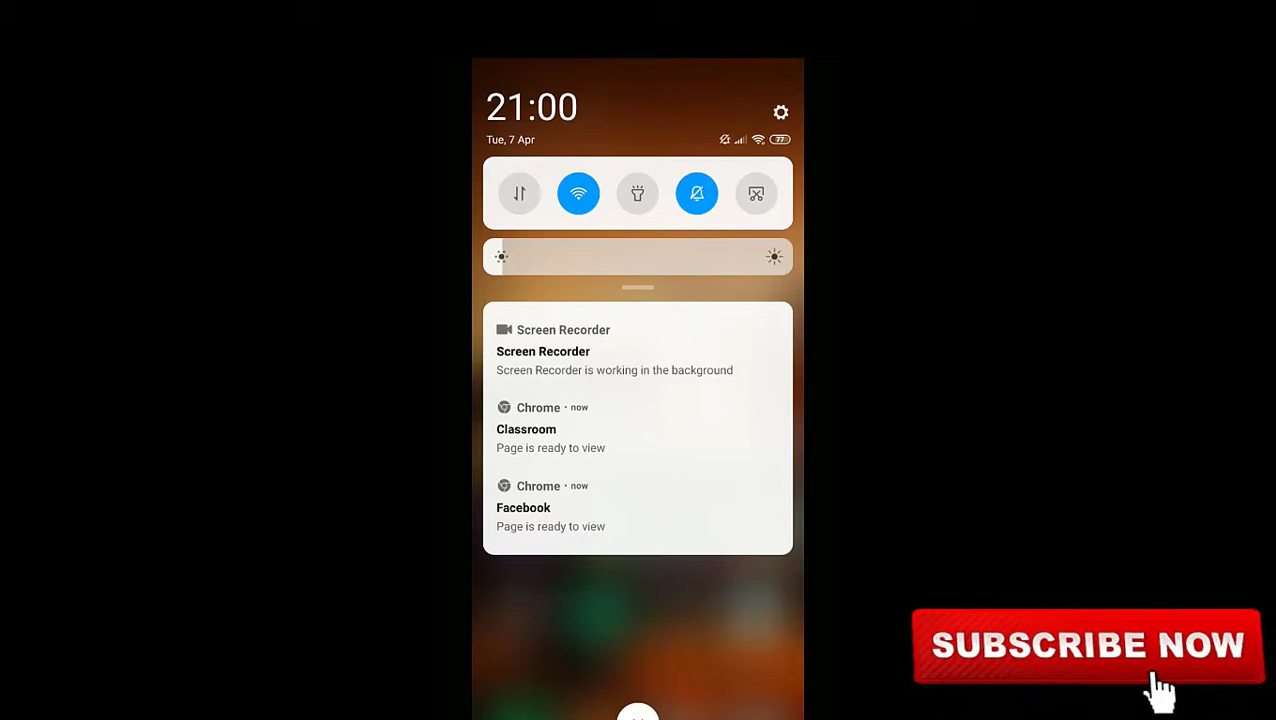 21:00
Tue, 7 Apr
77
Screen Recorder
Screen Recorder
Screen Recorder is working in the background
Chrome · now
Classroom
Page is ready to view
Chrome · now
Facebook
Page is ready to view
SUBSCRIBE NOW